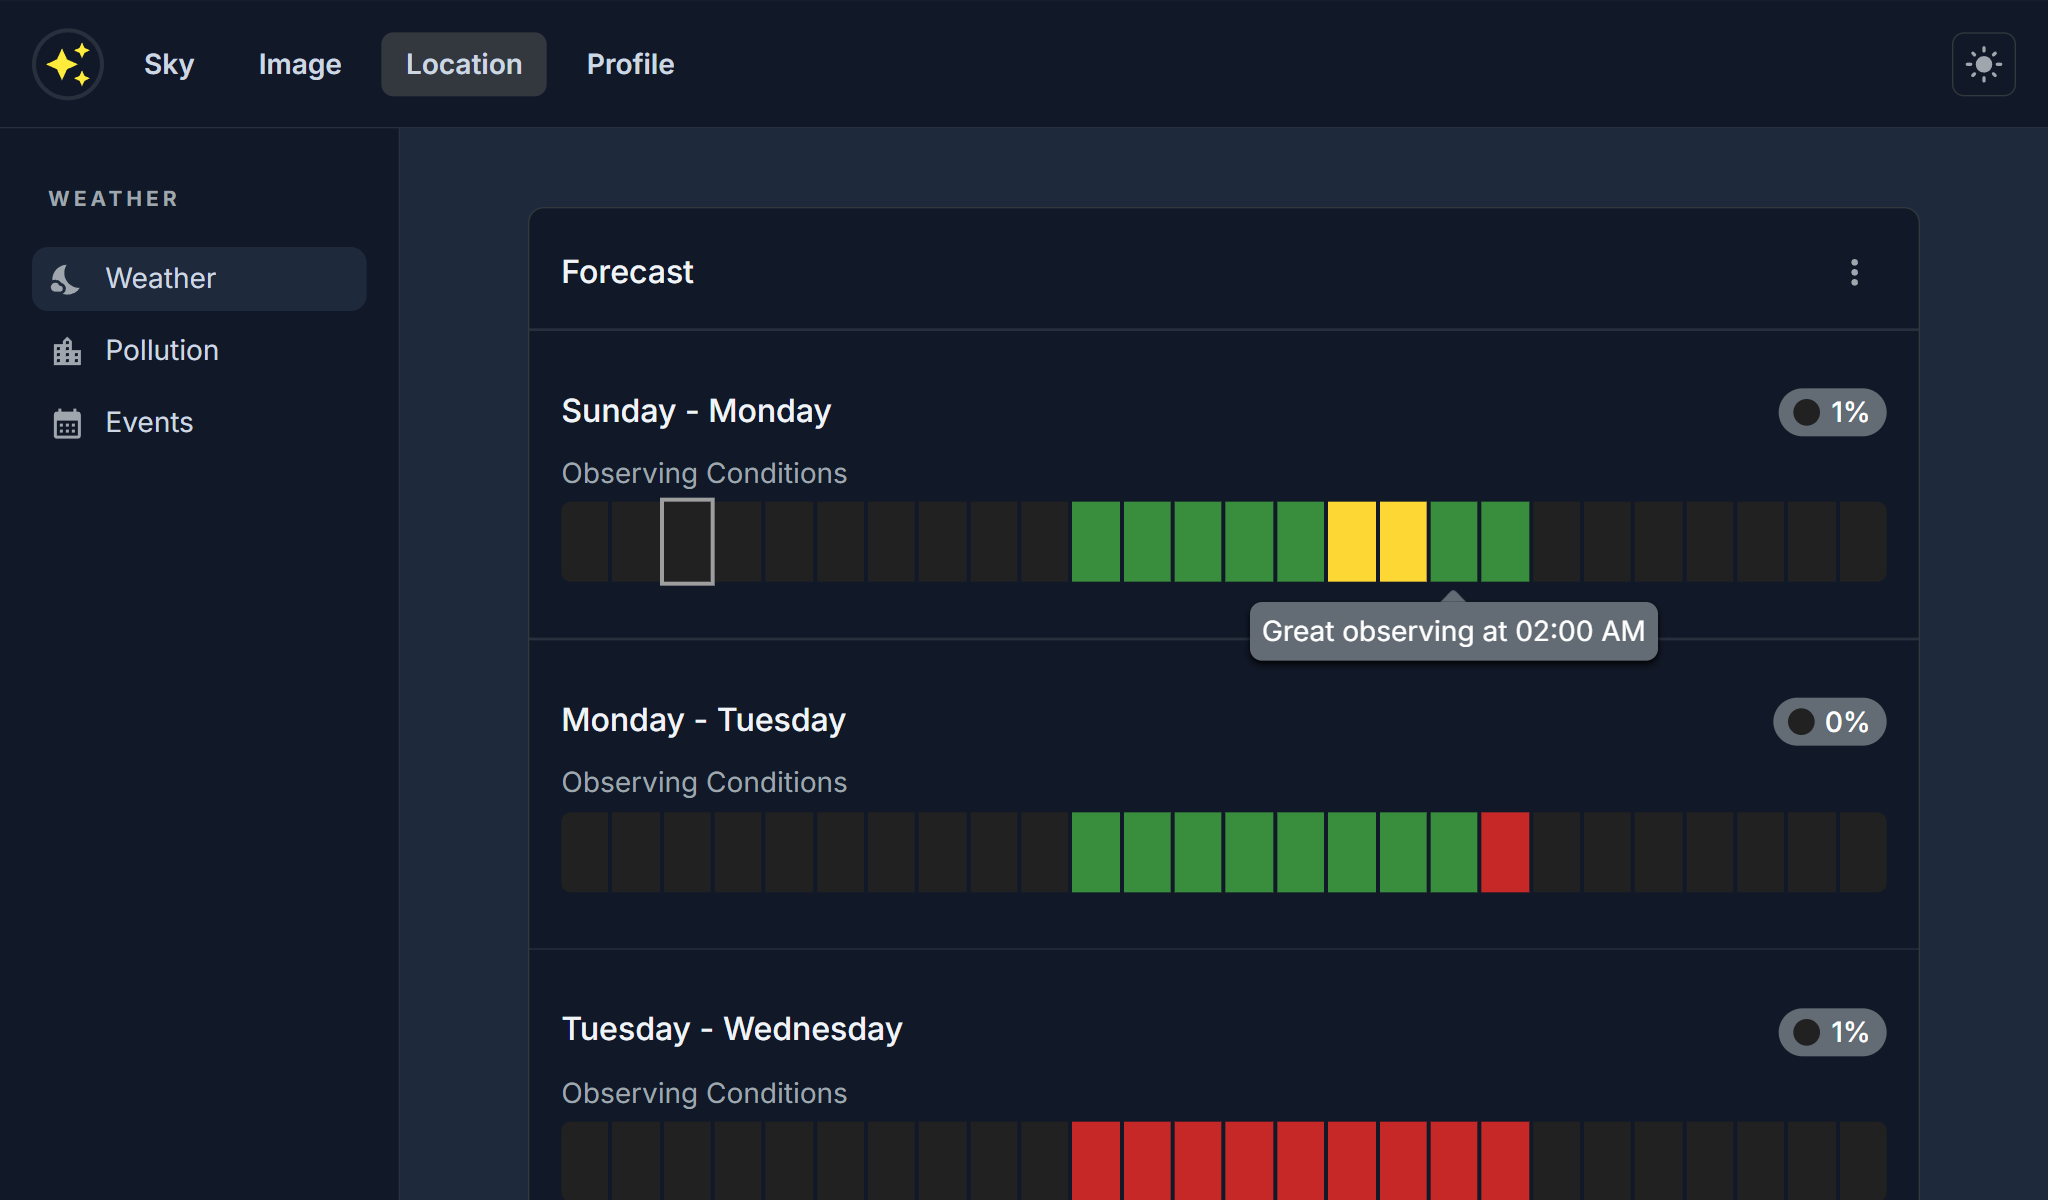 Sky
Image
Location
Profile
WEATHER
Weather
Pollution
Events
Forecast
Sunday - Monday
1%
Observing Conditions
Great observing at 02:00 AM
Monday - Tuesday
0%
Observing Conditions
Tuesday - Wednesday
1%
Observing Conditions